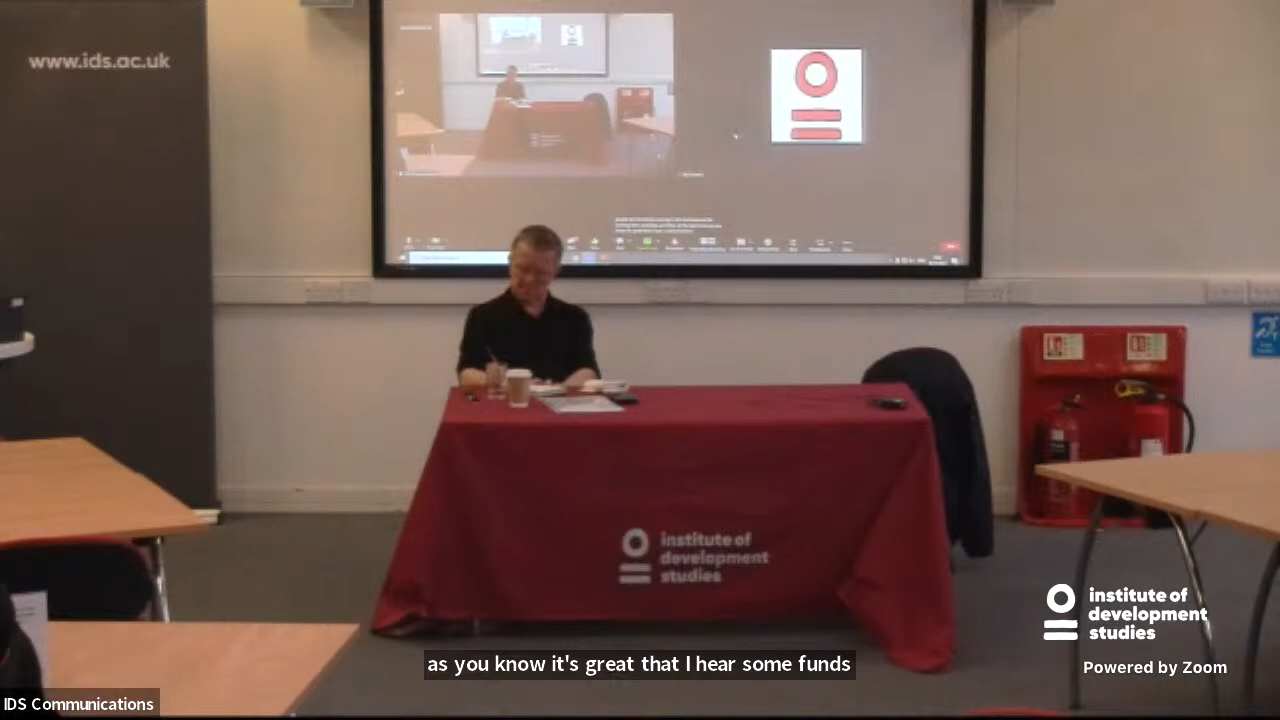 www.ids.ac.uk
institute of
development
studies
institute of
development
studies
Powered by Zoom
as you know it's great that I hear some funds
IDS Communications